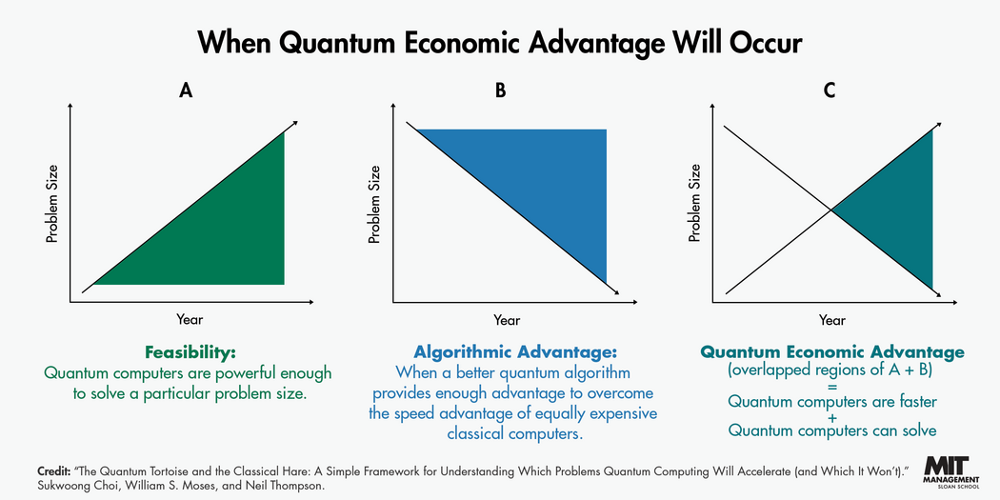 When Quantum Economic Advantage Will Occur
A
B
C
Problem Size
Year
Problem Size
Year
Problem Size
Year
Feasibility:
Quantum computers are powerful enough
to solve a particular problem size.
Algorithmic Advantage:
When a better quantum algorithm
provides enough advantage to overcome
the speed advantage of equally expensive
classical computers.
Quantum Economic Advantage
(overlapped regions of A + B)
=
Quantum computers are faster
+
Quantum computers can solve
Credit: “The Quantum Tortoise and the Classical Hare: A Simple Framework for Understanding Which Problems Quantum Computing Will Accelerate (and Which It Won’t).”
Sukwoong Choi, William S. Moses, and Neil Thompson.
MIT
MANAGEMENT
SLOAN SCHOOL